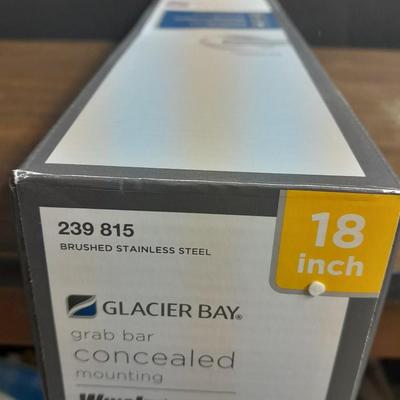 239 815
BRUSHED STAINLESS STEEL
18
inch
GLACIER BAY®
grab bar
concealed
mounting